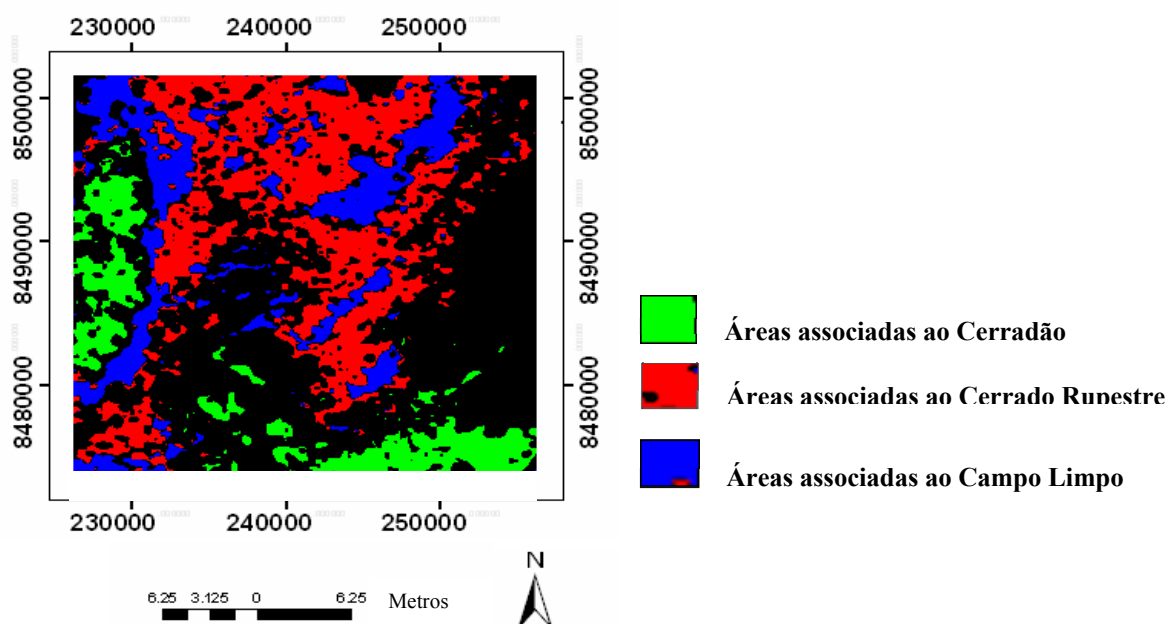 230000 240000 250000
8500000 8500000
8490000 8490000
8480000 8480000
230000 240000 250000
Áreas associadas ao Cerradão
Áreas associadas ao Cerrado Rupestre
Áreas associadas ao Campo Limpo
6.25 3.125 0 6.25 Metros
N